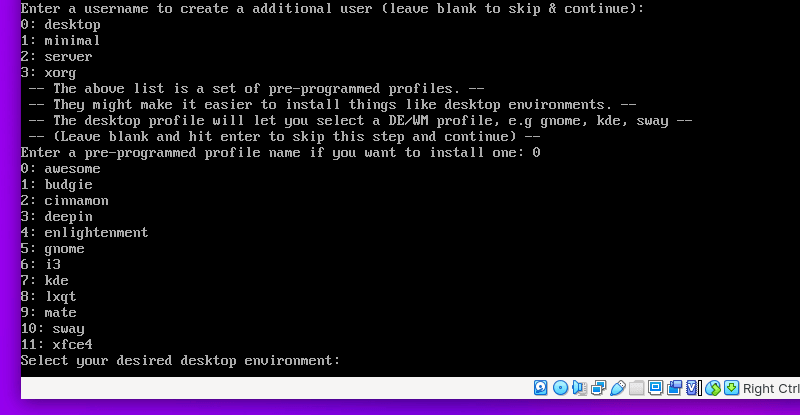 Enter a username to create a additional user (leave blank to skip & continue):
0: desktop
1: minimal
2: server
3: xorg
-- The above list is a set of pre-programmed profiles. --
-- They might make it easier to install things like desktop environments. --
-- The desktop profile will let you select a DE/WM profile, e.g gnome, kde, sway --
-- (Leave blank and hit enter to skip this step and continue) --
Enter a pre-programmed profile name if you want to install one: 0
0: awesome
1: budgie
2: cinnamon
3: deepin
4: enlightenment
5: gnome
6: i3
7: kde
8: lxqt
9: mate
10: sway
11: xfce4
Select your desired desktop environment:
Right Ctrl